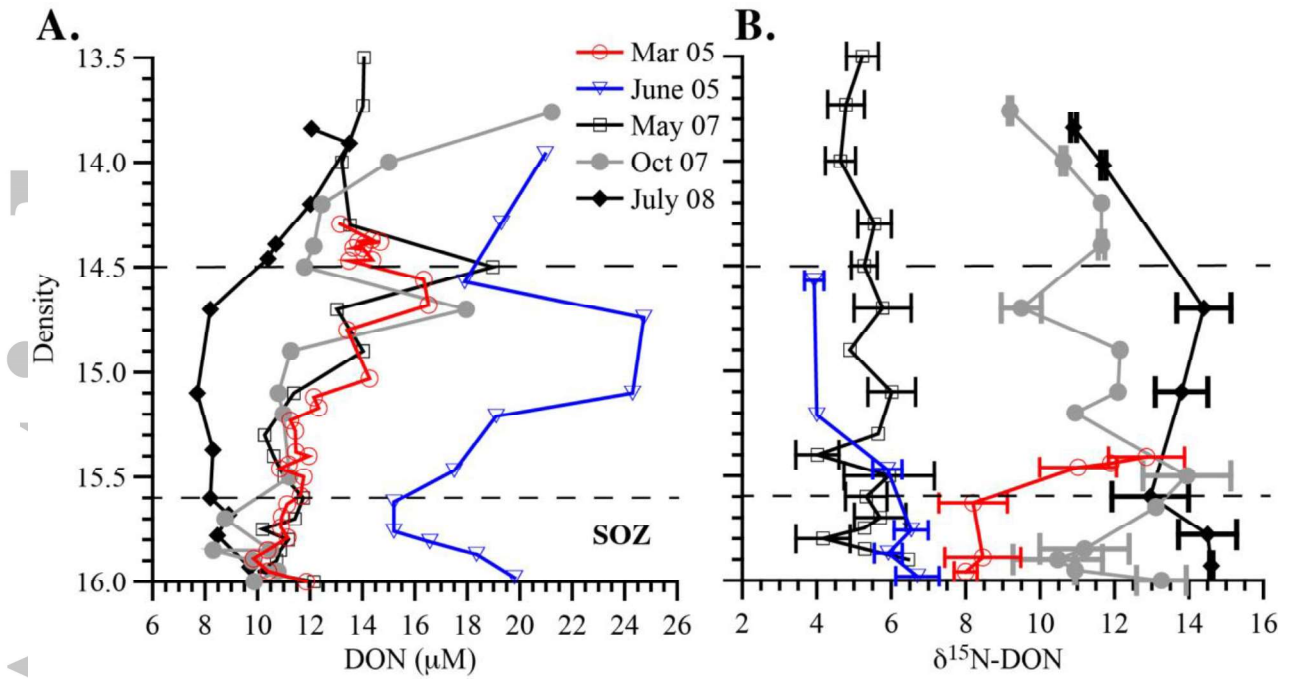 A.
B.
Mar 05
June 05
May 07
Oct 07
July 08
Density
13.5
14.0
14.5
15.0
15.5
16.0
SOZ
6 8 10 12 14 16 18 20 22 24 26
DON (μM)
2 4 6 8 10 12 14 16
δ¹⁵N-DON